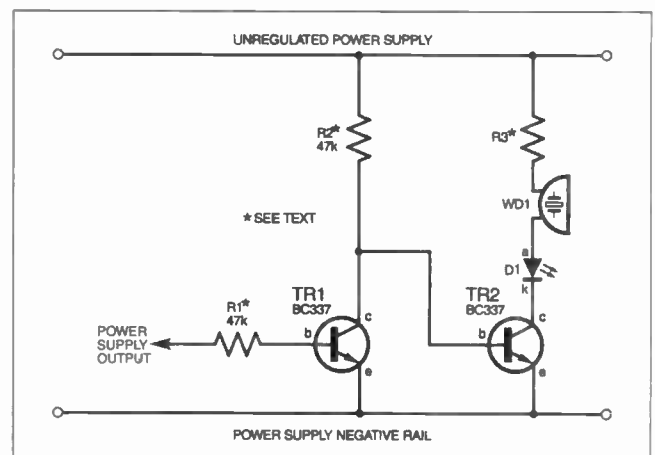 UNREGULATED POWER SUPPLY
R2*
47k
R3*
WD1
* SEE TEXT
a
D1
k
TR1
BC337
TR2
BC337
R1*
47k
POWER
SUPPLY
OUTPUT
b
c
e
b
c
e
POWER SUPPLY NEGATIVE RAIL